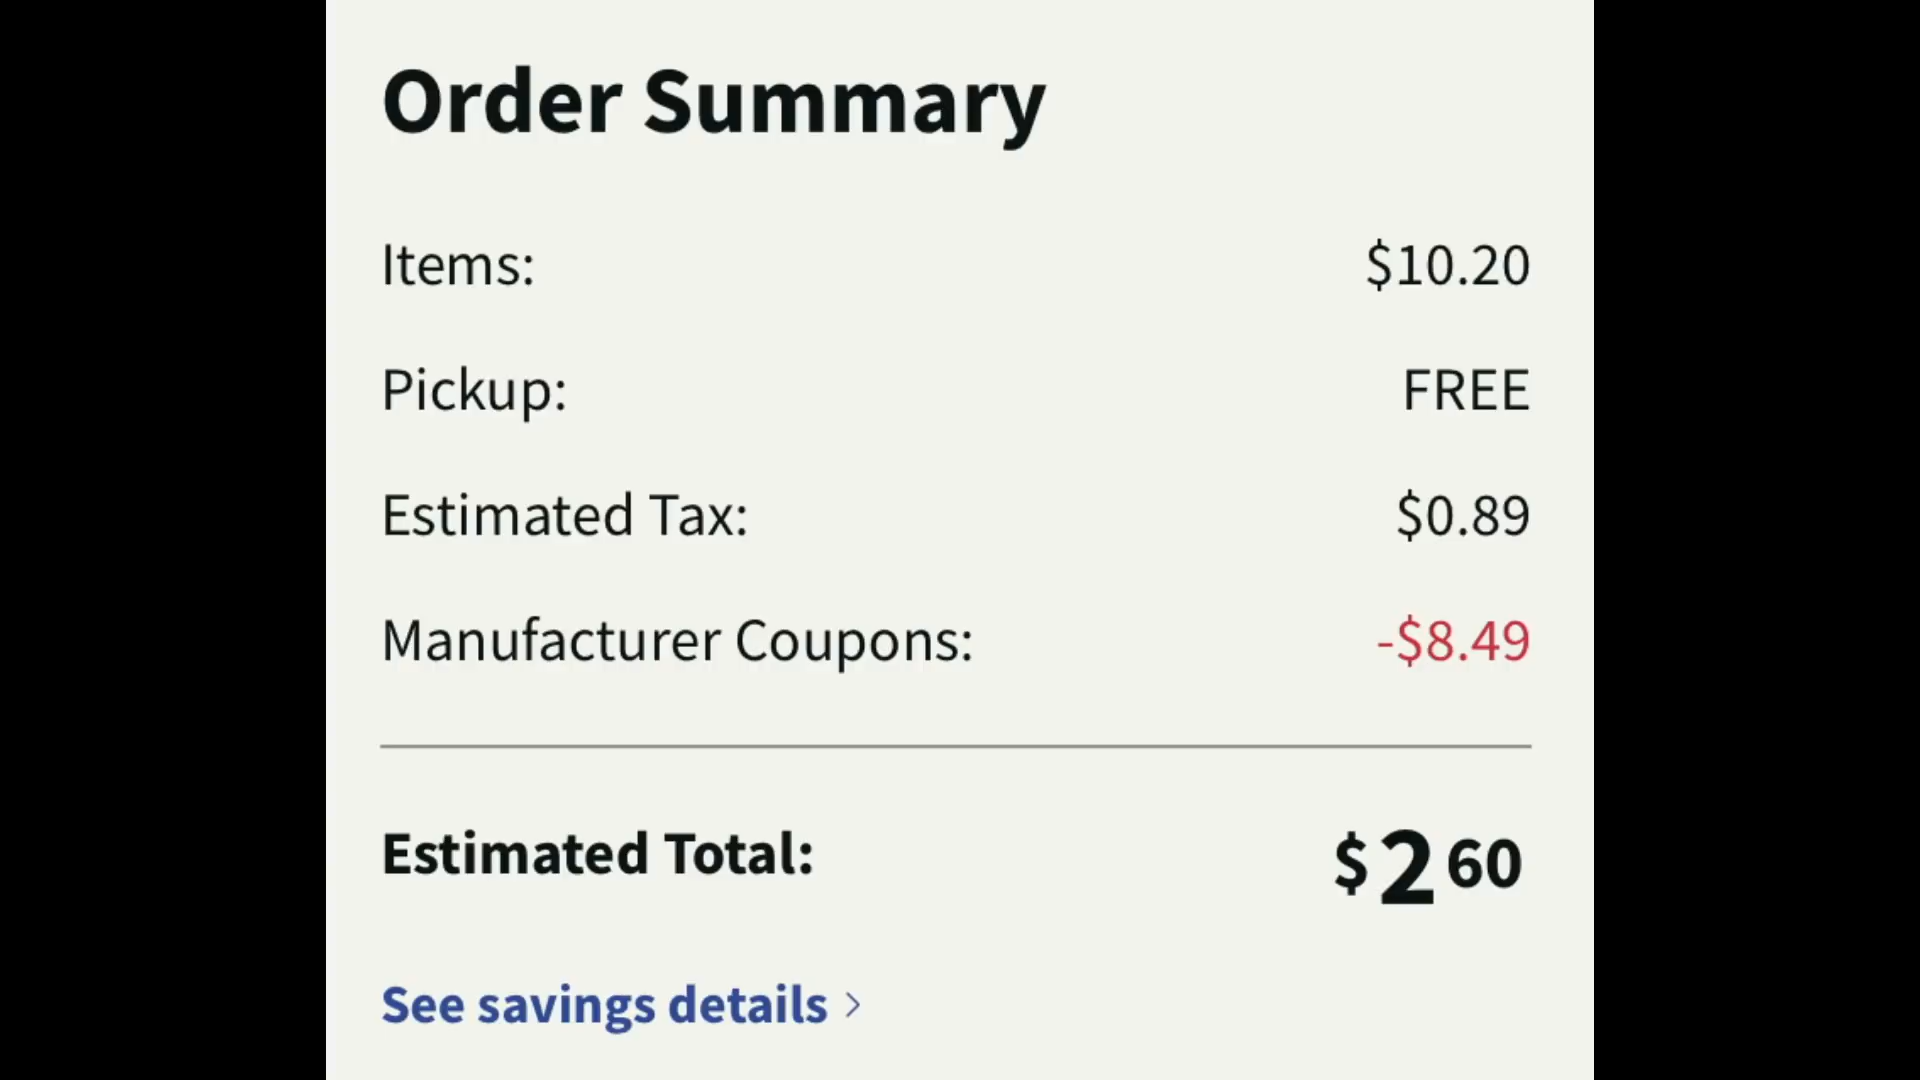 Order Summary
Items: $10.20
Pickup: FREE
Estimated Tax: $0.89
Manufacturer Coupons: -$8.49
Estimated Total: $2 60
See savings details >